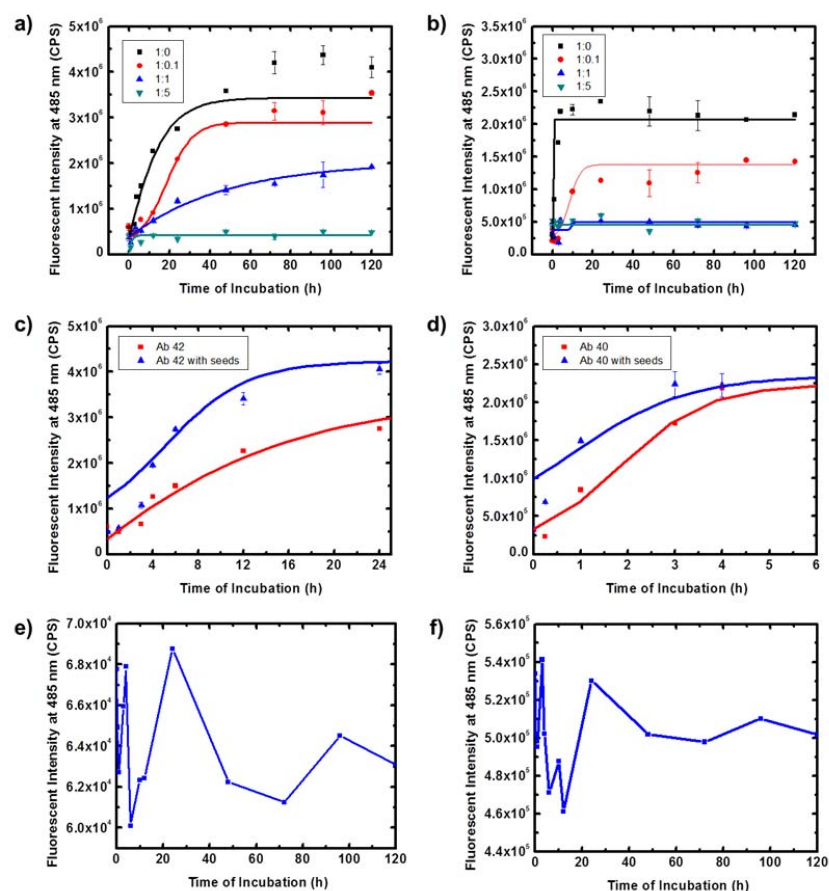 a)
Fluorescent Intensity at 485 nm (CPS)
5x10⁶
4x10⁶
3x10⁶
2x10⁶
1x10⁶
0
1:0
1:0.1
1:1
1:5
0 20 40 60 80 100 120
Time of Incubation (h)
b)
Fluorescent Intensity at 485 nm (CPS)
3.0x10⁶
2.5x10⁶
2.0x10⁶
1.5x10⁶
1.0x10⁶
5.0x10⁵
0.0
1:0
1:0.1
1:1
1:5
0 20 40 60 80 100 120
Time of Incubation (h)
c)
Fluorescent Intensity at 485 nm (CPS)
5x10⁶
4x10⁶
3x10⁶
2x10⁶
1x10⁶
0
Ab 42
Ab 42 with seeds
0 4 8 12 16 20 24
Time of Incubation (h)
d)
Fluorescent Intensity at 485 nm (CPS)
3.0x10⁶
2.5x10⁶
2.0x10⁶
1.5x10⁶
1.0x10⁶
5.0x10⁵
0.0
Ab 40
Ab 40 with seeds
0 1 2 3 4 5 6
Time of Incubation (h)
e)
Fluorescent Intensity at 485 nm (CPS)
7.0x10⁴
6.8x10⁴
6.6x10⁴
6.4x10⁴
6.2x10⁴
6.0x10⁴
0 20 40 60 80 100 120
Time of Incubation (h)
f)
Fluorescent Intensity at 485 nm (CPS)
5.6x10⁵
5.4x10⁵
5.2x10⁵
5.0x10⁵
4.8x10⁵
4.6x10⁵
4.4x10⁵
0 20 40 60 80 100 120
Time of Incubation (h)